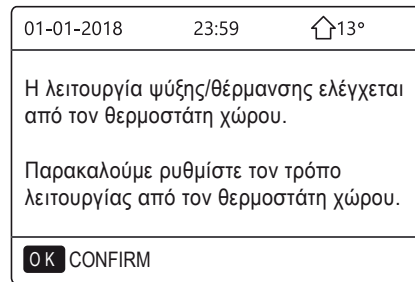 01-01-2018 23:59 13°
Η λειτουργία ψύξης/θέρμανσης ελέγχεται
από τον θερμοστάτη χώρου.
Παρακαλούμε ρυθμίστε τον τρόπο
λειτουργίας από τον θερμοστάτη χώρου.
OK CONFIRM